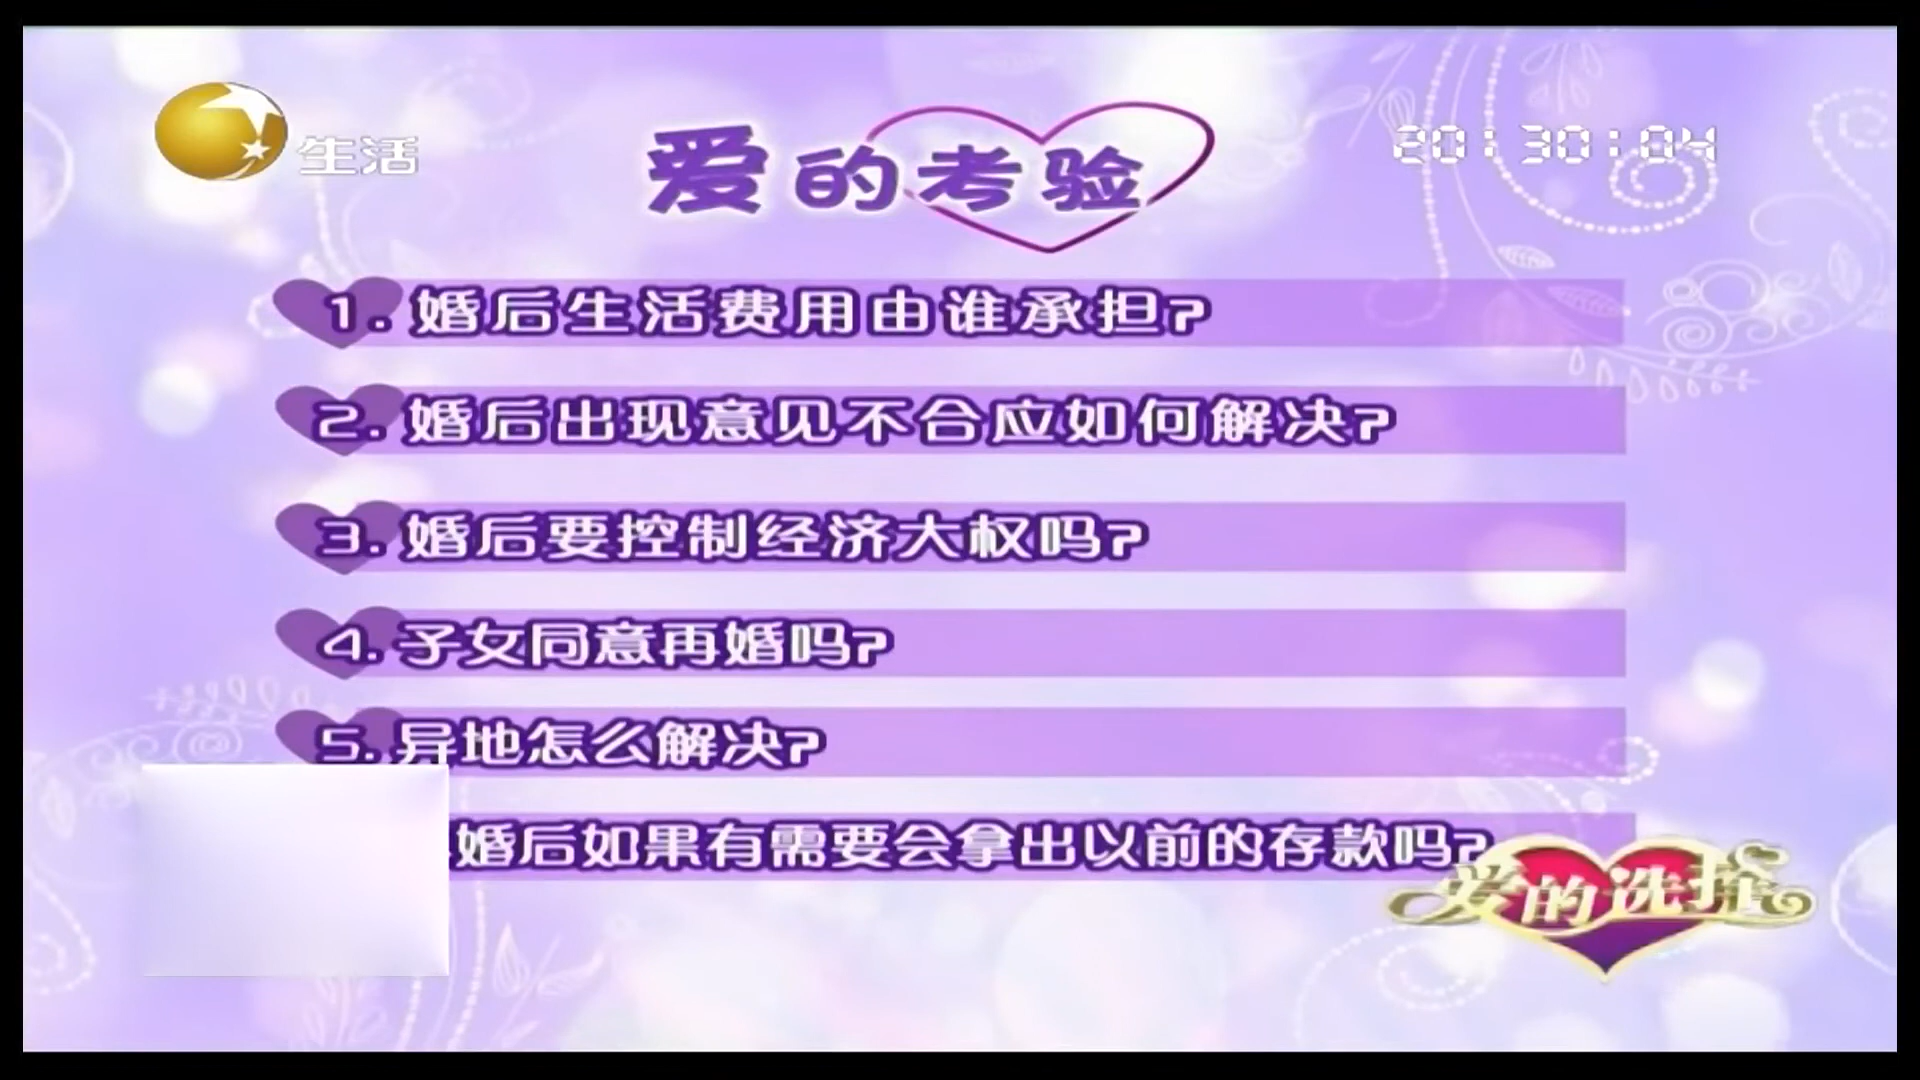 生活
爱的考验
20:30:04
1.婚后生活费用由谁承担?
2.婚后出现意见不合应如何解决?
3.婚后要控制经济大权吗?
4.子女同意再婚吗?
5.异地怎么解决?
婚后如果有需要会拿出以前的存款吗?
爱的选择